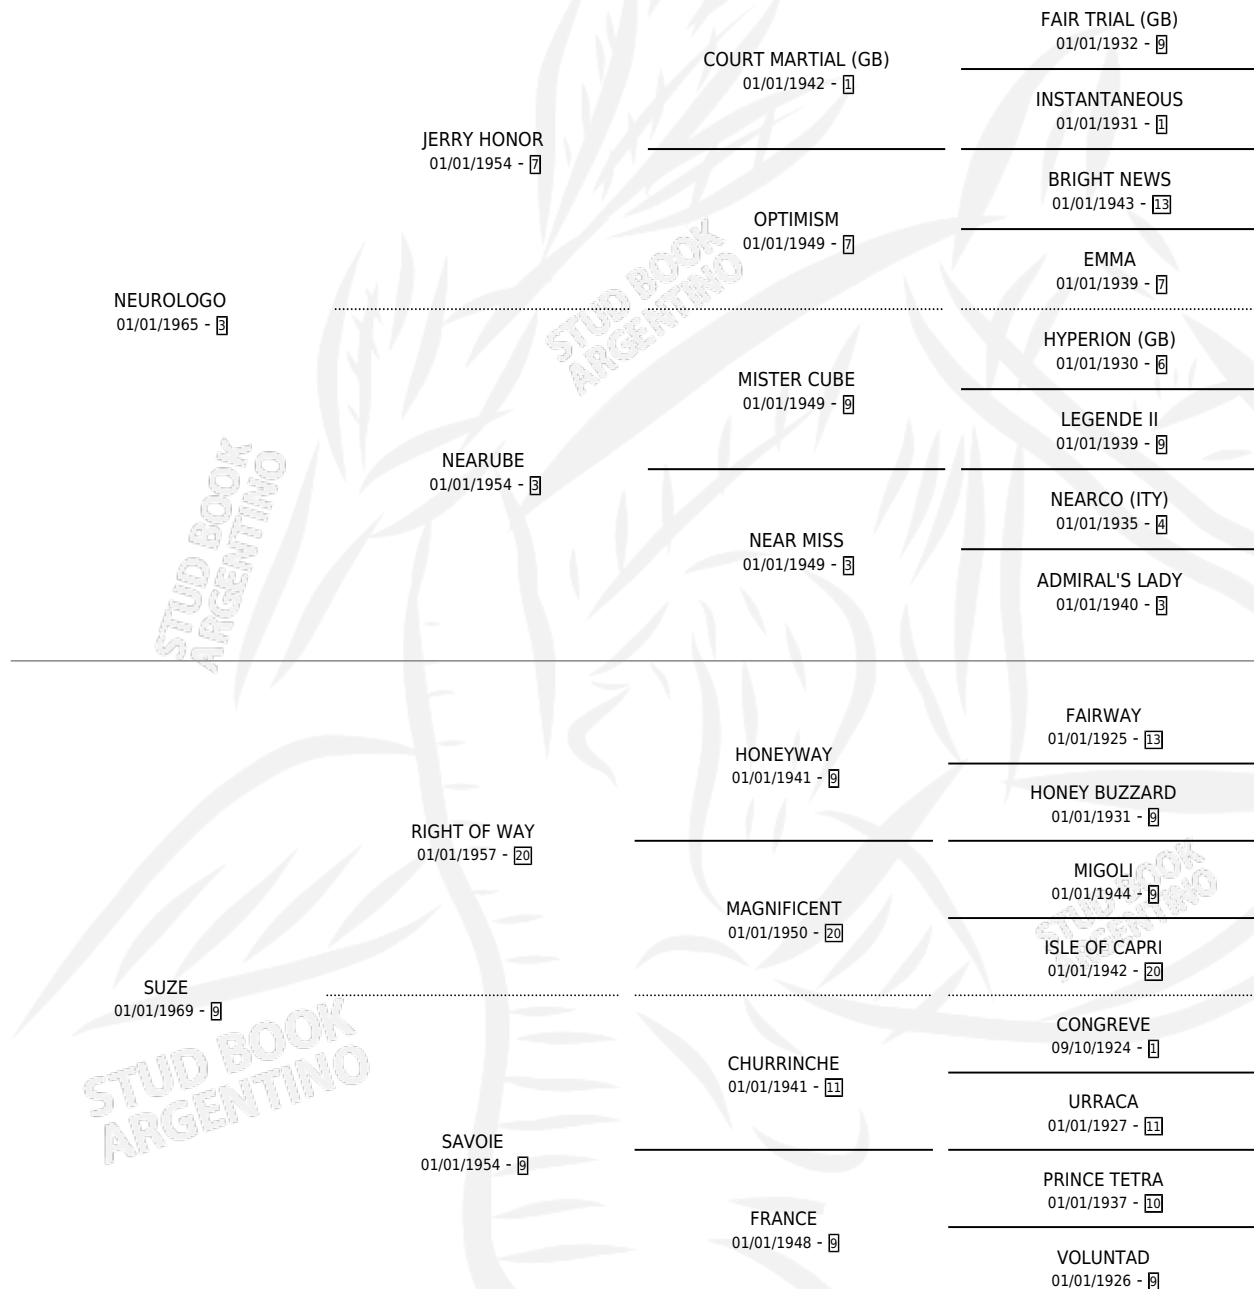 FAIR TRIAL (GB)
01/01/1932 - 9
COURT MARTIAL (GB)
01/01/1942 - 1
INSTANTANEOUS
01/01/1931 - 1
JERRY HONOR
01/01/1954 - 7
BRIGHT NEWS
01/01/1943 - 13
OPTIMISM
01/01/1949 - 7
EMMA
01/01/1939 - 7
NEUROLOGO
01/01/1965 - 3
HYPERION (GB)
01/01/1930 - 6
MISTER CUBE
01/01/1949 - 9
LEGENDE II
01/01/1939 - 9
NEARUBE
01/01/1954 - 3
NEARCO (ITY)
01/01/1935 - 4
NEAR MISS
01/01/1949 - 3
ADMIRAL'S LADY
01/01/1940 - 3
FAIRWAY
01/01/1925 - 13
HONEYWAY
01/01/1941 - 9
HONEY BUZZARD
01/01/1931 - 9
RIGHT OF WAY
01/01/1957 - 20
MIGOLI
01/01/1944 - 9
MAGNIFICENT
01/01/1950 - 20
ISLE OF CAPRI
01/01/1942 - 20
SUZE
01/01/1969 - 9
CONGREVE
09/10/1924 - 1
CHURRINCHE
01/01/1941 - 11
URRACA
01/01/1927 - 11
SAVOIE
01/01/1954 - 9
PRINCE TETRA
01/01/1937 - 10
FRANCE
01/01/1948 - 9
VOLUNTAD
01/01/1926 - 9
STUD BOOK
ARGENTINO
STUD BOOK
ARGENTINO
STUD BOOK
ARGENTINO
STUD BOOK
ARGENTINO